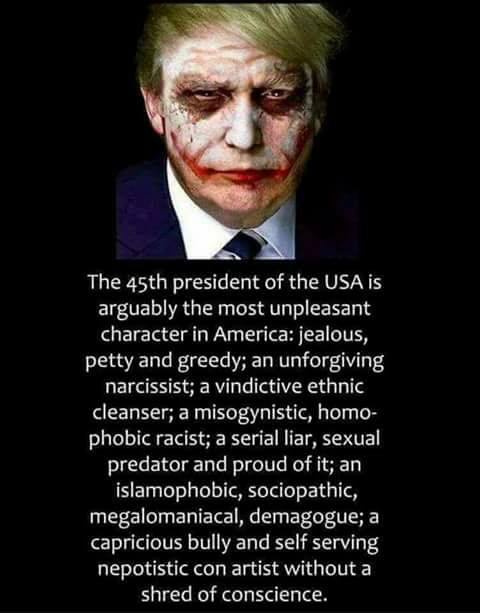 The 45th president of the USA is
arguably the most unpleasant
character in America: jealous,
petty and greedy; an unforgiving
narcissist; a vindictive ethnic
cleanser; a misogynistic, homo-
phobic racist; a serial liar, sexual
predator and proud of it; an
islamophobic, sociopathic,
megalomaniacal, demagogue; a
capricious bully and self serving
nepotistic con artist without a
shred of conscience.